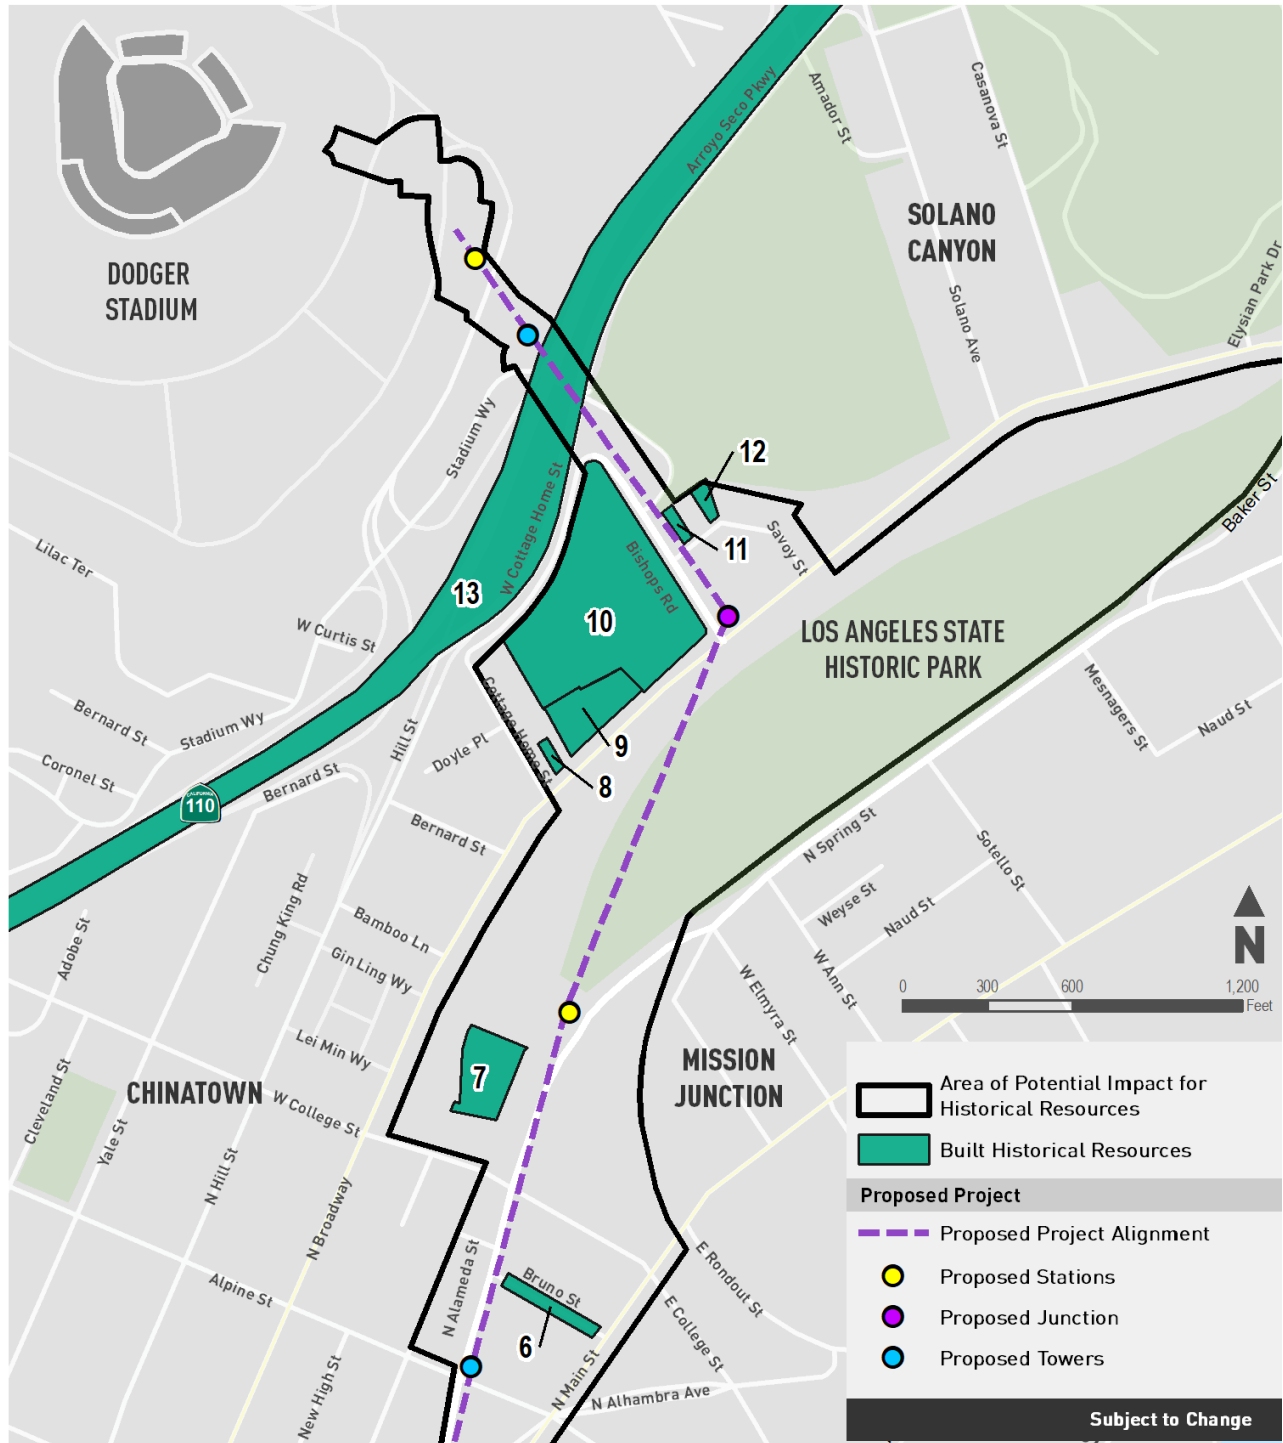 Arroyo Seco Pkwy
Amador St
Casanova St
SOLANO
CANYON
DODGER
STADIUM
Solano Ave
Elysian Park Dr
Stadium Wy
12
11
Savoy St
Baker St
Lilac Ter
W Cottage Home St
13
Bishops Rd
10
W Curtis St
LOS ANGELES STATE
HISTORIC PARK
Mesnagers St
Naud St
Bernard St
Stadium Wy
Hill St
Cottage Home St
Doyle Pl
9
8
Coronel St
CALIFORNIA
110
Bernard St
Bernard St
N Spring St
Sotello St
Weyse St
Naud St
Chung King Rd
Bamboo Ln
Adobe St
Gin Ling Wy
W Ann St
W Elmyra St
N
0 300 600 1,200
Feet
Lei Min Wy
7
MISSION
JUNCTION
CHINATOWN
Cleveland St
Yale St
W College St
N Hill St
N Broadway
Alpine St
N Alameda St
Bruno St
6
E Rondout St
E College St
New High St
N Main St
N Alhambra Ave
Area of Potential Impact for
Historical Resources
Built Historical Resources
Proposed Project
Proposed Project Alignment
Proposed Stations
Proposed Junction
Proposed Towers
Subject to Change